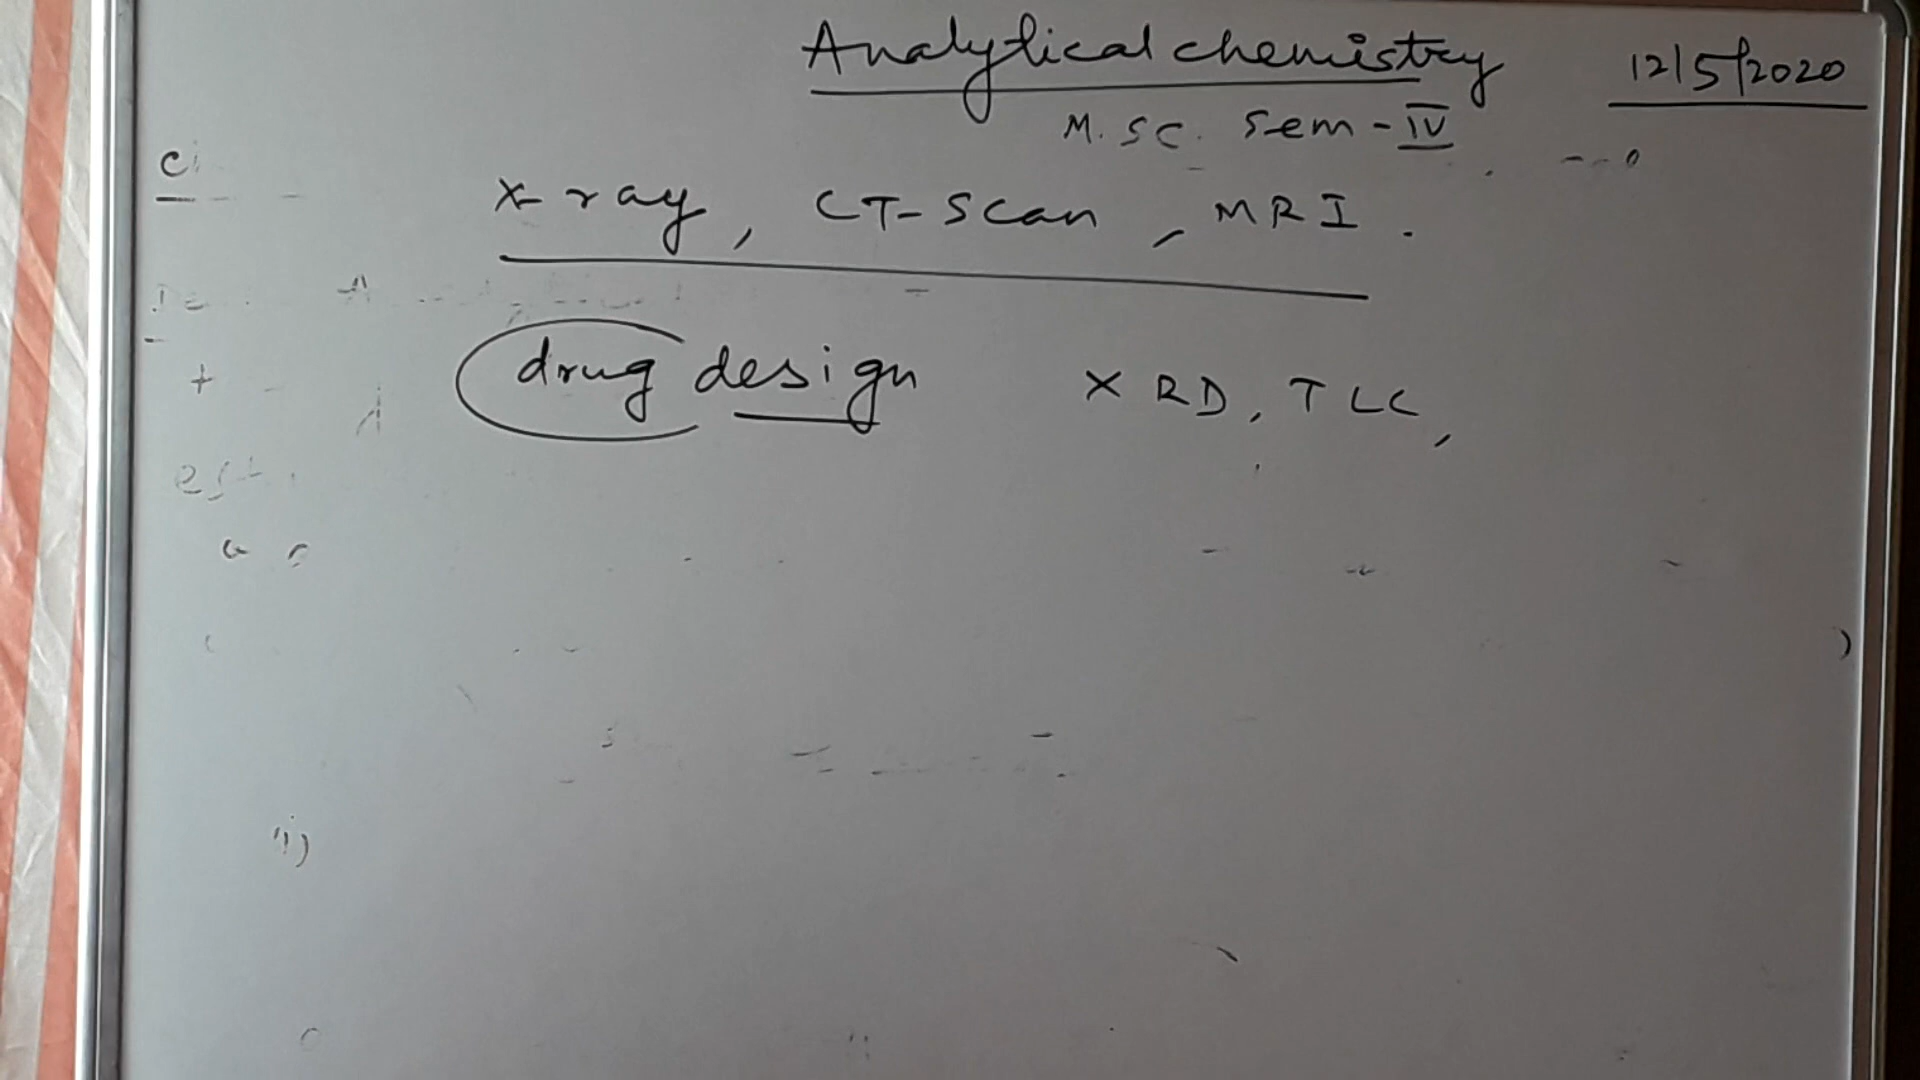 Analytical chemistry 12/5/2020
M.SC. Sem-IV
X-ray, CT-Scan, MRI.
drug design XRD, TLC,